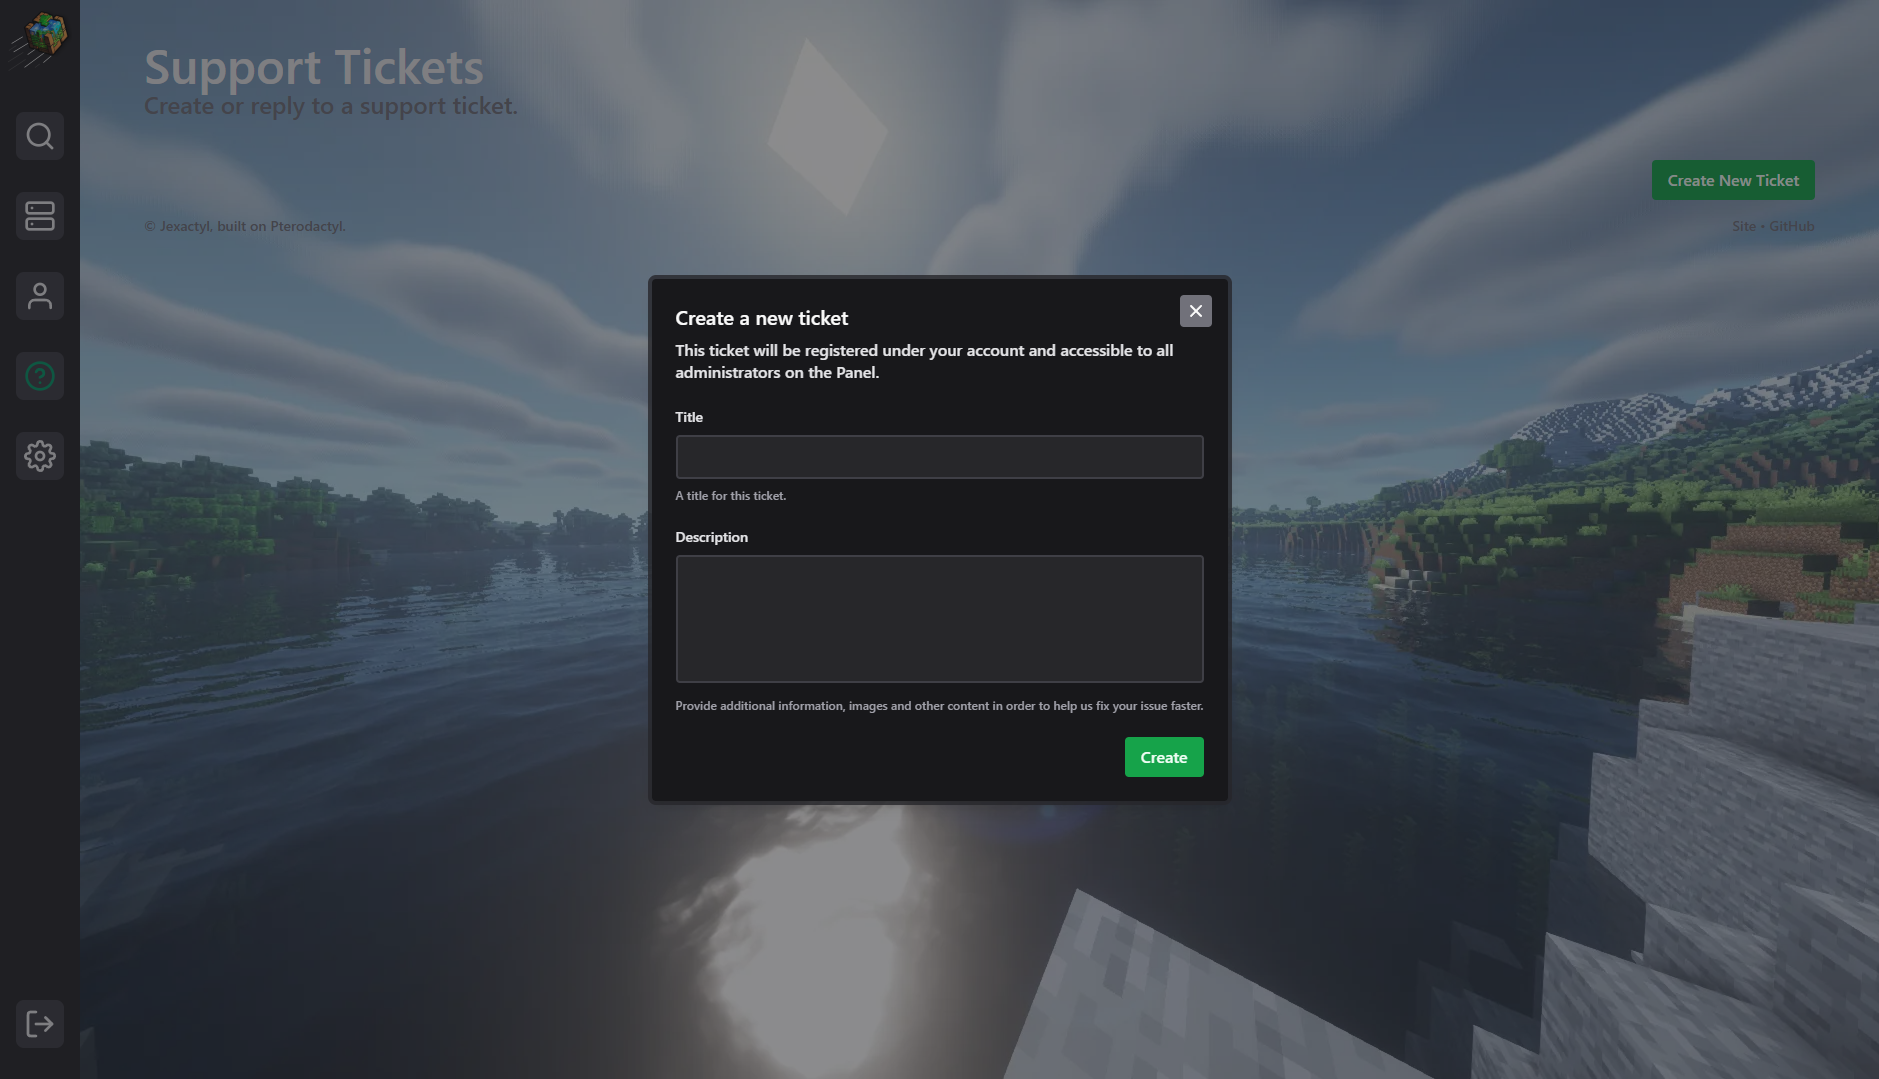 Support Tickets
Create or reply to a support ticket.
Create New Ticket
© Jexactyl, built on Pterodactyl.
Site • GitHub
Create a new ticket
This ticket will be registered under your account and accessible to all
administrators on the Panel.
Title
A title for this ticket.
Description
Provide additional information, images and other content in order to help us fix your issue faster.
Create